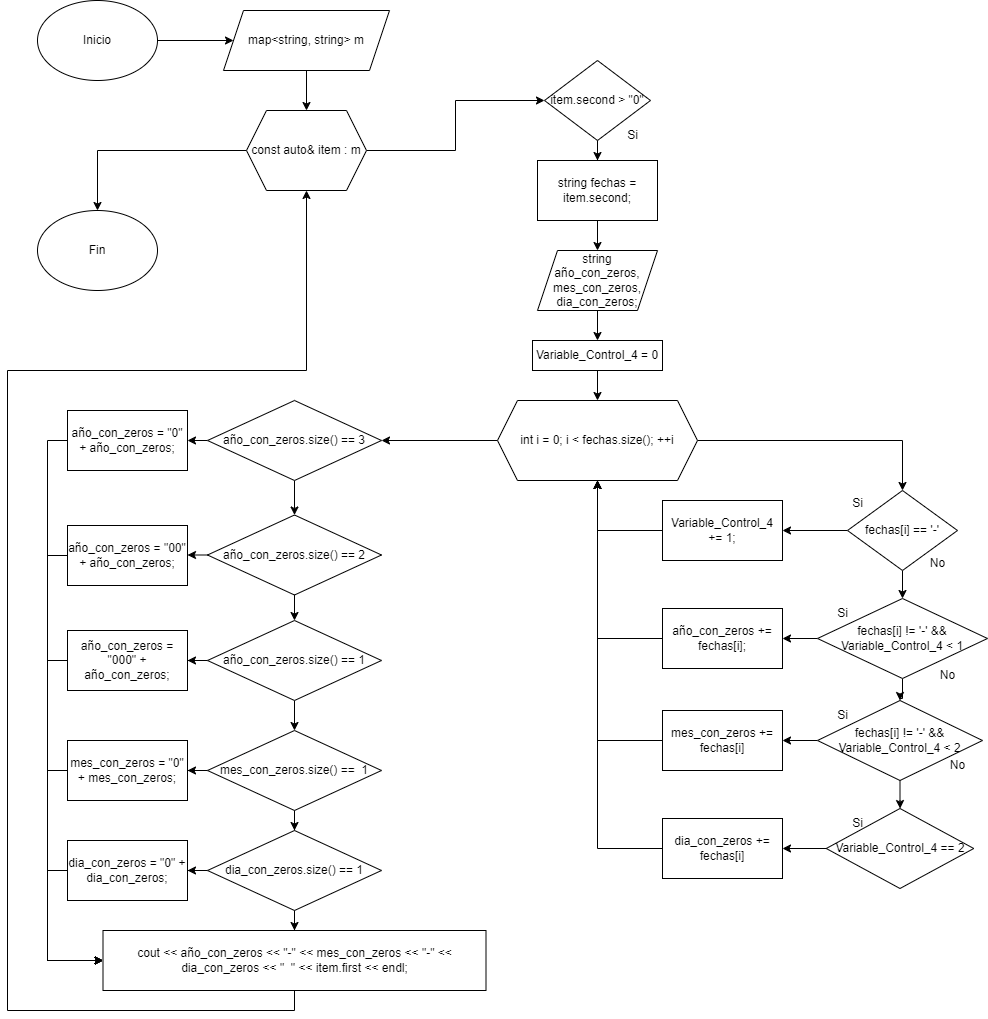 Inicio
map<string, string> m
const auto& item : m
Fin
item.second > "0"
Si
string fechas =
item.second;
string
año_con_zeros,
mes_con_zeros,
dia_con_zeros;
Variable_Control_4 = 0
int i = 0; i < fechas.size(); ++i
fechas[i] == '-'
Si
No
Variable_Control_4
+= 1;
fechas[i] != '-' &&
Variable_Control_4 < 1
Si
No
año_con_zeros +=
fechas[i];
fechas[i] != '-' &&
Variable_Control_4 < 2
Si
No
mes_con_zeros +=
fechas[i]
Variable_Control_4 == 2
Si
dia_con_zeros +=
fechas[i]
año_con_zeros.size() == 3
año_con_zeros = "0"
+ año_con_zeros;
año_con_zeros.size() == 2
año_con_zeros = "00"
+ año_con_zeros;
año_con_zeros.size() == 1
año_con_zeros =
"000" +
año_con_zeros;
mes_con_zeros.size() ==  1
mes_con_zeros = "0"
+ mes_con_zeros;
dia_con_zeros.size() == 1
dia_con_zeros = "0" +
dia_con_zeros;
cout << año_con_zeros << "-" << mes_con_zeros << "-" <<
dia_con_zeros << "  " << item.first << endl;